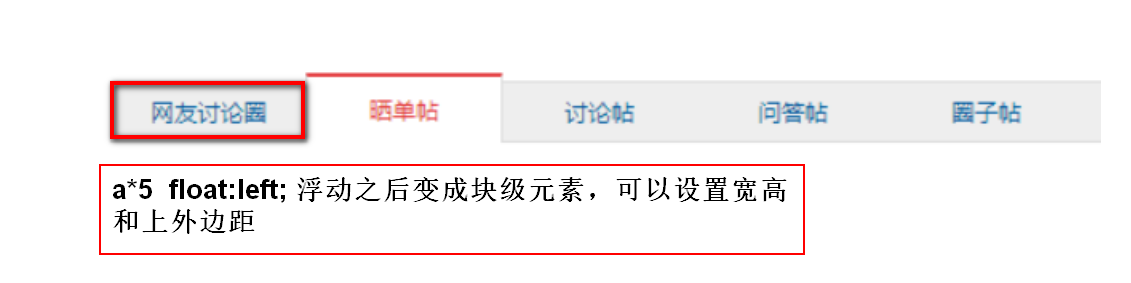 网友讨论圈 晒单帖 讨论帖 问答帖 圈子帖
a*5 float:left; 浮动之后变成块级元素，可以设置宽高
和上外边距